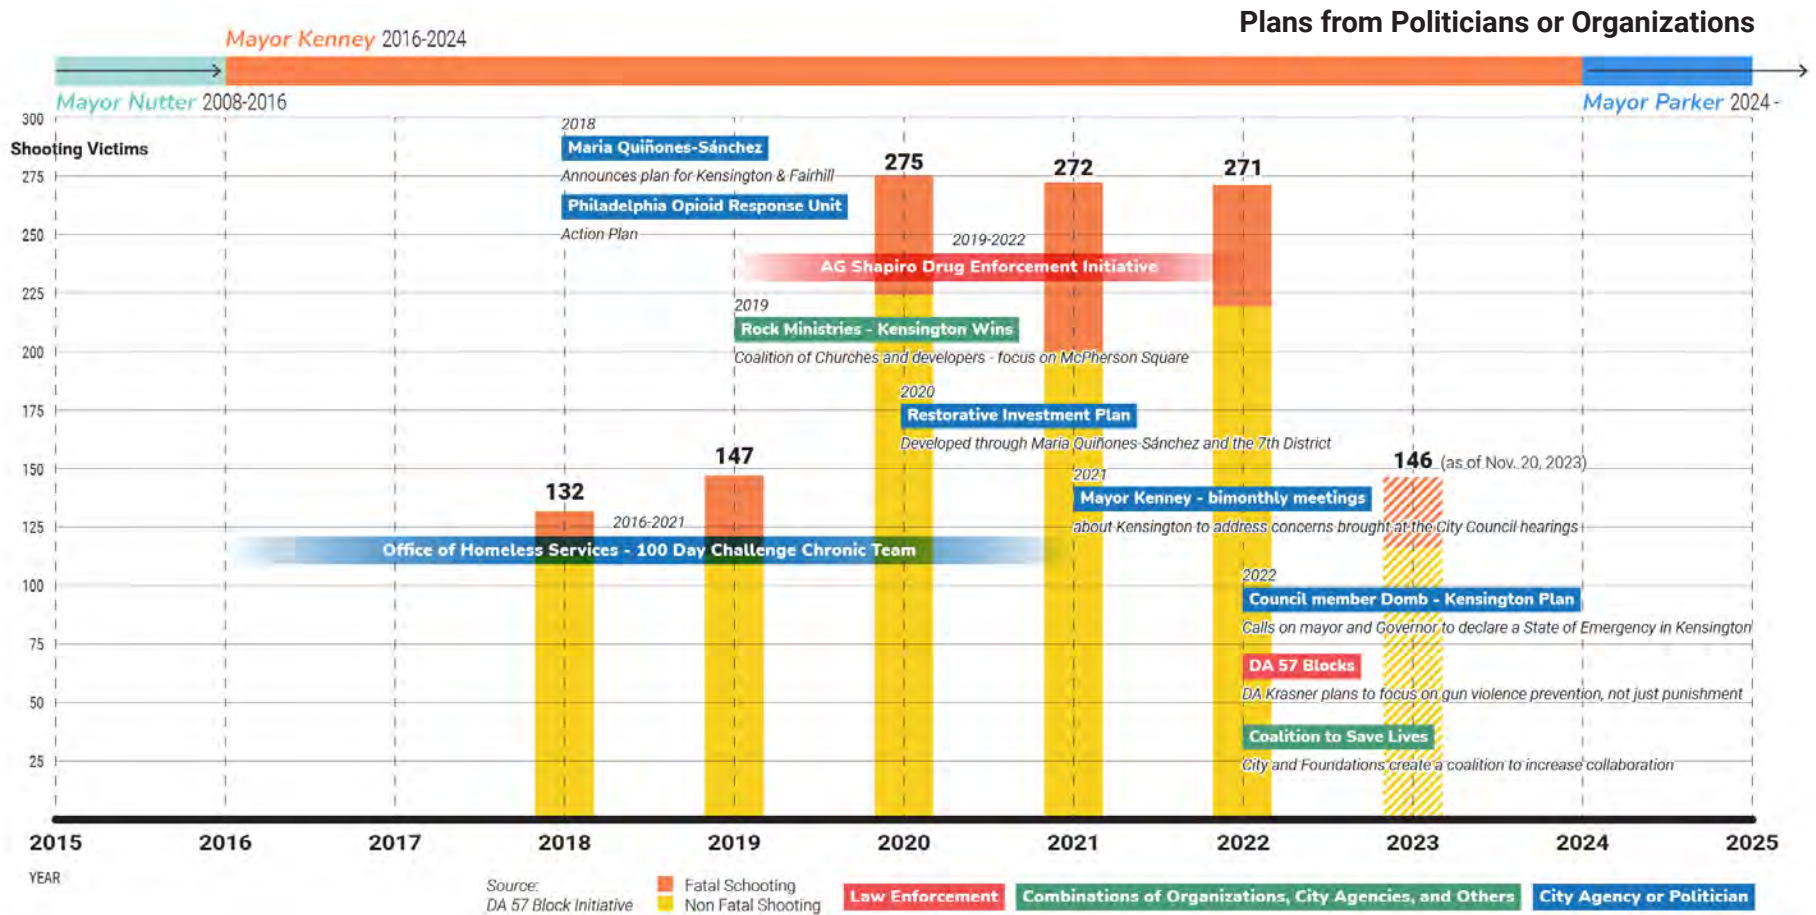 Plans from Politicians or Organizations
Mayor Kenney 2016-2024
Mayor Nutter 2008-2016
Mayor Parker 2024 -
300
Shooting Victims
275
250
225
200
175
150
125
100
75
50
25
2018
Maria Quiñones-Sánchez
Announces plan for Kensington & Fairhill
Philadelphia Opioid Response Unit
Action Plan
275
272
271
2019-2022
AG Shapiro Drug Enforcement Initiative
2019
Rock Ministries - Kensington Wins
Coalition of Churches and developers - focus on McPherson Square
2020
Restorative Investment Plan
Developed through Maria Quiñones-Sánchez and the 7th District
132
147
146 (as of Nov. 20, 2023)
2021
Mayor Kenney - bimonthly meetings
about Kensington to address concerns brought at the City Council hearings
2016-2021
Office of Homeless Services - 100 Day Challenge Chronic Team
2022
Council member Domb - Kensington Plan
Calls on mayor and Governor to declare a State of Emergency in Kensington
DA 57 Blocks
DA Krasner plans to focus on gun violence prevention, not just punishment
Coalition to Save Lives
City and Foundations create a coalition to increase collaboration
2015 2016 2017 2018 2019 2020 2021 2022 2023 2024 2025
YEAR
Source:
DA 57 Block Initiative
Fatal Schooting
Non Fatal Shooting
Law Enforcement
Combinations of Organizations, City Agencies, and Others
City Agency or Politician